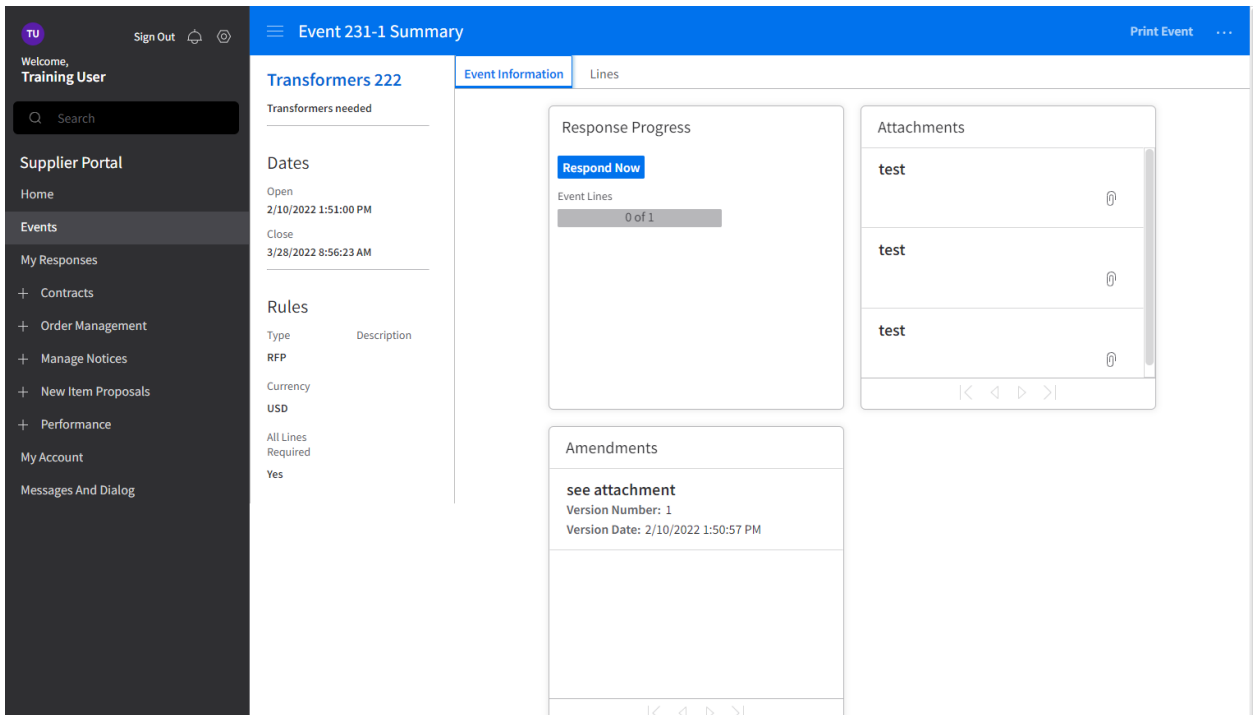 TU
Sign Out
Welcome,
Training User
Search
Supplier Portal
Home
Events
My Responses
Contracts
Order Management
Manage Notices
New Item Proposals
Performance
My Account
Messages And Dialog
Event 231-1 Summary
Print Event
Transformers 222
Transformers needed
Dates
Open
2/10/2022 1:51:00 PM
Close
3/28/2022 8:56:23 AM
Rules
Type Description
RFP
Currency
USD
All Lines
Required
Yes
Event Information Lines
Response Progress
Respond Now
Event Lines
0 of 1
Attachments
test
test
test
Amendments
see attachment
Version Number: 1
Version Date: 2/10/2022 1:50:57 PM